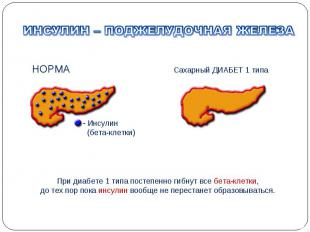 ИНСУЛИН – ПОДЖЕЛУДОЧНАЯ ЖЕЛЕЗА
НОРМА
Сахарный ДИАБЕТ 1 типа
- Инсулин
(бета-клетки)
При диабете 1 типа постепенно гибнут все бета-клетки,
до тех пор пока инсулин вообще не перестанет образовываться.